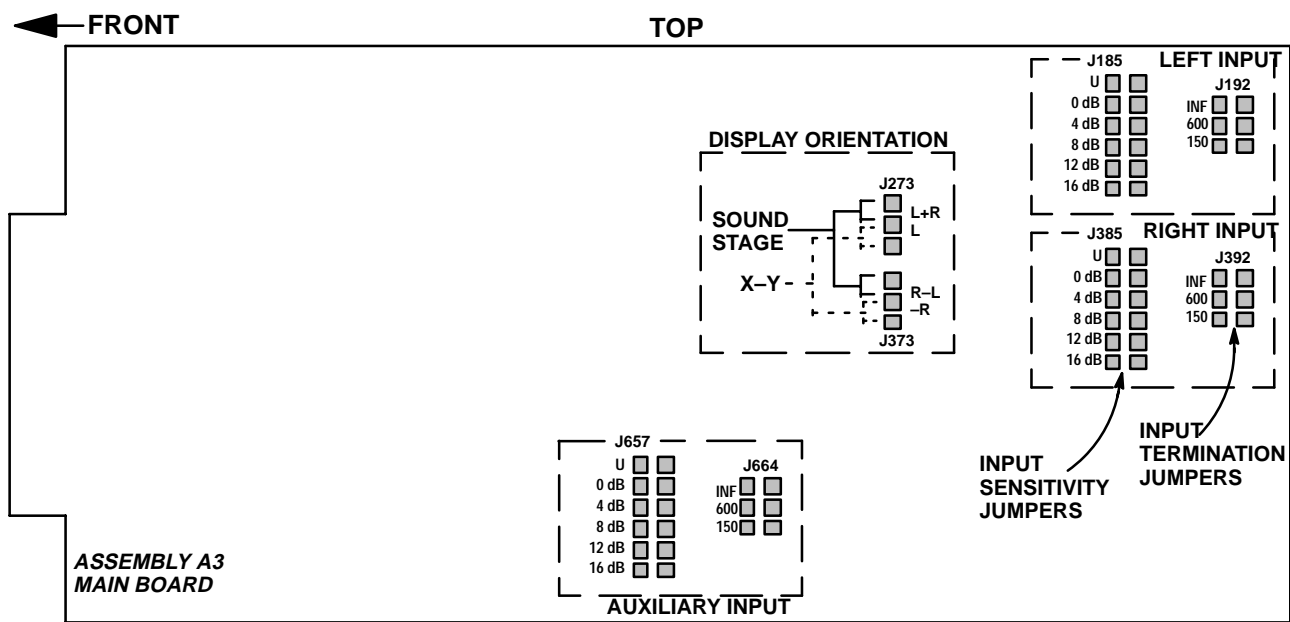 FRONT
TOP
LEFT INPUT
J185
U
0 dB
4 dB
8 dB
12 dB
16 dB
J192
INF
600
150
DISPLAY ORIENTATION
J273
SOUND
STAGE
L+R
L
X–Y
R–L
–R
J373
RIGHT INPUT
J385
U
0 dB
4 dB
8 dB
12 dB
16 dB
J392
INF
600
150
INPUT
SENSITIVITY
JUMPERS
INPUT
TERMINATION
JUMPERS
J657
U
0 dB
4 dB
8 dB
12 dB
16 dB
J664
INF
600
150
AUXILIARY INPUT
ASSEMBLY A3
MAIN BOARD